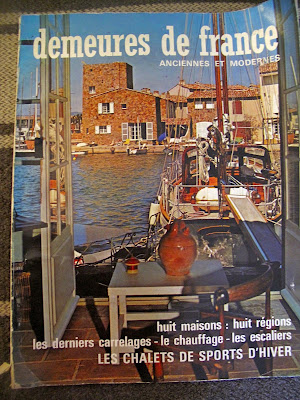 demeures de france
ANCIENNES ET MODERNES
huit maisons : huit régions
les derniers carrelages - le chauffage - les escaliers
LES CHALETS DE SPORTS D'HIVER